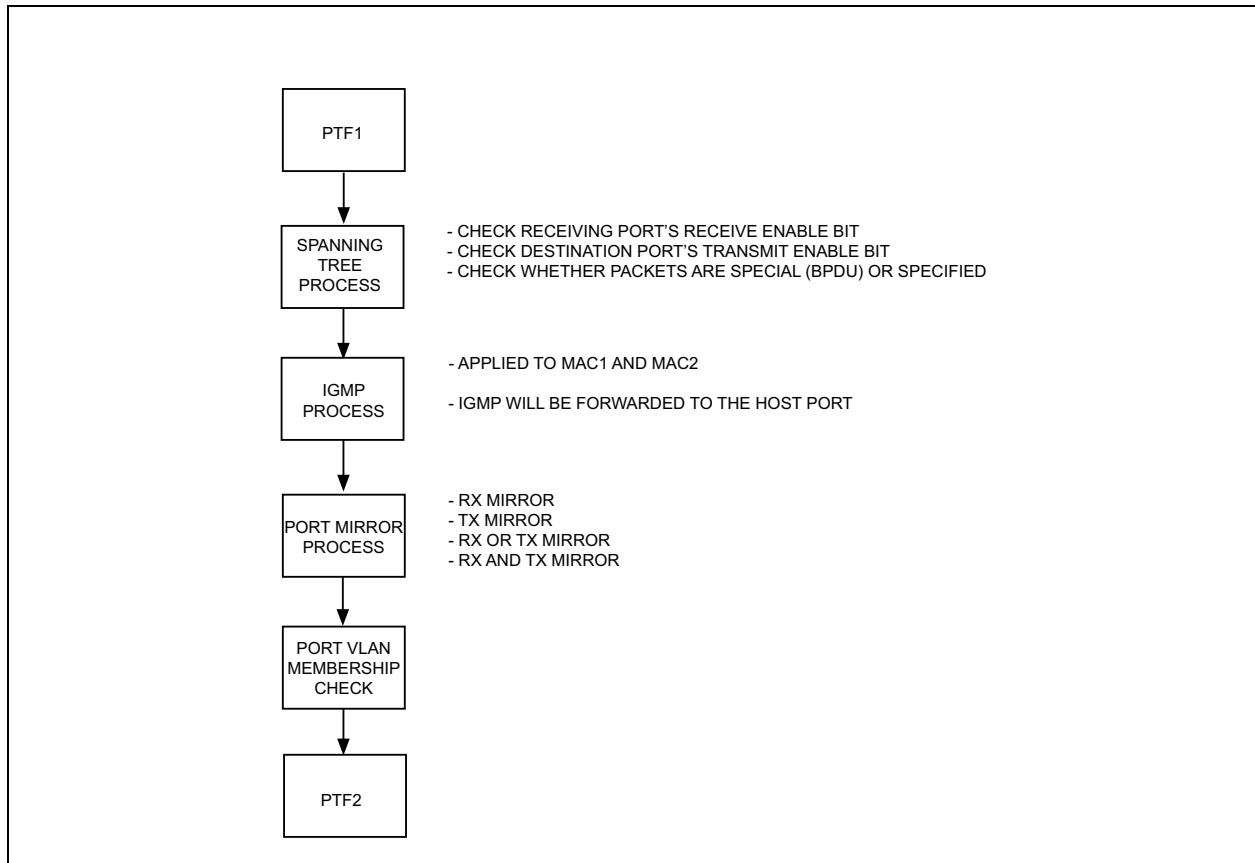 PTF1
SPANNING
TREE
PROCESS
- CHECK RECEIVING PORT’S RECEIVE ENABLE BIT
- CHECK DESTINATION PORT’S TRANSMIT ENABLE BIT
- CHECK WHETHER PACKETS ARE SPECIAL (BPDU) OR SPECIFIED
IGMP
PROCESS
- APPLIED TO MAC1 AND MAC2
- IGMP WILL BE FORWARDED TO THE HOST PORT
PORT MIRROR
PROCESS
- RX MIRROR
- TX MIRROR
- RX OR TX MIRROR
- RX AND TX MIRROR
PORT VLAN
MEMBERSHIP
CHECK
PTF2